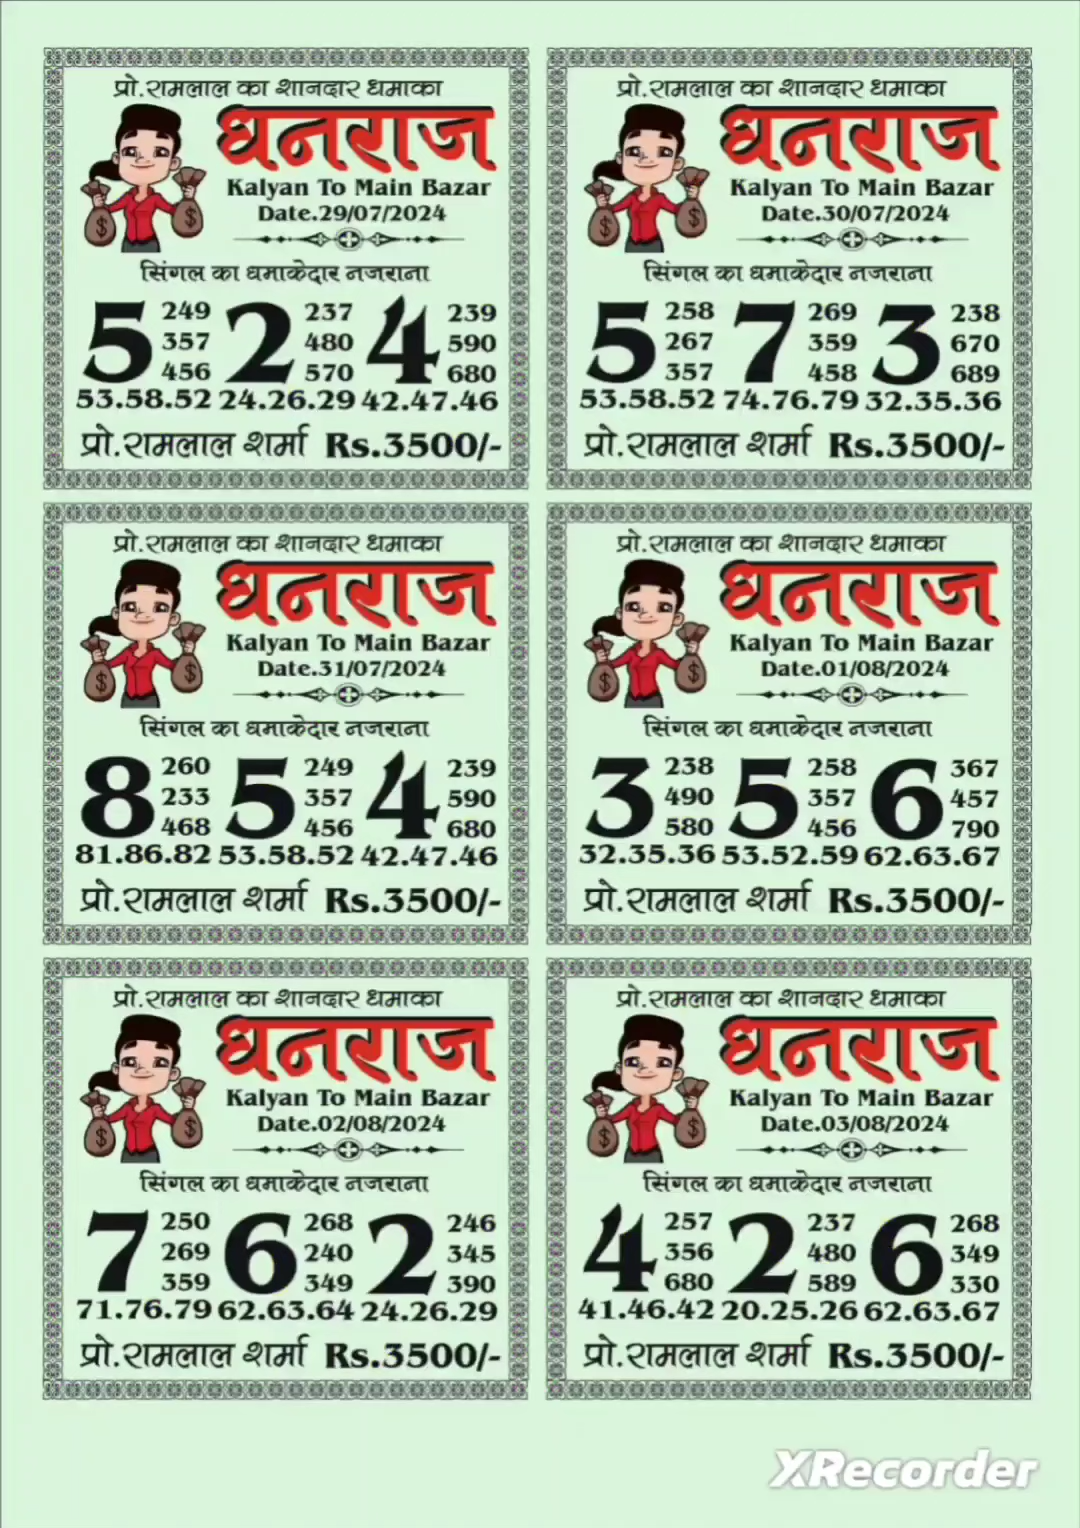 प्रो.रामलाल का शानदार धमाका
धनराज
Kalyan To Main Bazar
Date.29/07/2024
सिंगल का धमाकेदार नजराना
5 249 2 237 4 239
357 480 590
456 570 680
53.58.52 24.26.29 42.47.46
प्रो.रामलाल शर्मा Rs.3500/-
प्रो.रामलाल का शानदार धमाका
धनराज
Kalyan To Main Bazar
Date.30/07/2024
सिंगल का धमाकेदार नजराना
5 258 7 269 3 238
267 359 670
357 458 689
53.58.52 74.76.79 32.35.36
प्रो.रामलाल शर्मा Rs.3500/-
प्रो.रामलाल का शानदार धमाका
धनराज
Kalyan To Main Bazar
Date.31/07/2024
सिंगल का धमाकेदार नजराना
8 260 5 249 4 239
233 357 590
468 456 680
81.86.82 53.58.52 42.47.46
प्रो.रामलाल शर्मा Rs.3500/-
प्रो.रामलाल का शानदार धमाका
धनराज
Kalyan To Main Bazar
Date.01/08/2024
सिंगल का धमाकेदार नजराना
3 238 5 258 6 367
490 357 457
580 456 790
32.35.36 53.52.59 62.63.67
प्रो.रामलाल शर्मा Rs.3500/-
प्रो.रामलाल का शानदार धमाका
धनराज
Kalyan To Main Bazar
Date.02/08/2024
सिंगल का धमाकेदार नजराना
7 250 6 268 2 246
269 240 345
359 349 390
71.76.79 62.63.64 24.26.29
प्रो.रामलाल शर्मा Rs.3500/-
प्रो.रामलाल का शानदार धमाका
धनराज
Kalyan To Main Bazar
Date.03/08/2024
सिंगल का धमाकेदार नजराना
4 257 2 237 6 268
356 480 349
680 589 330
41.46.42 20.25.26 62.63.67
प्रो.रामलाल शर्मा Rs.3500/-
XRecorder